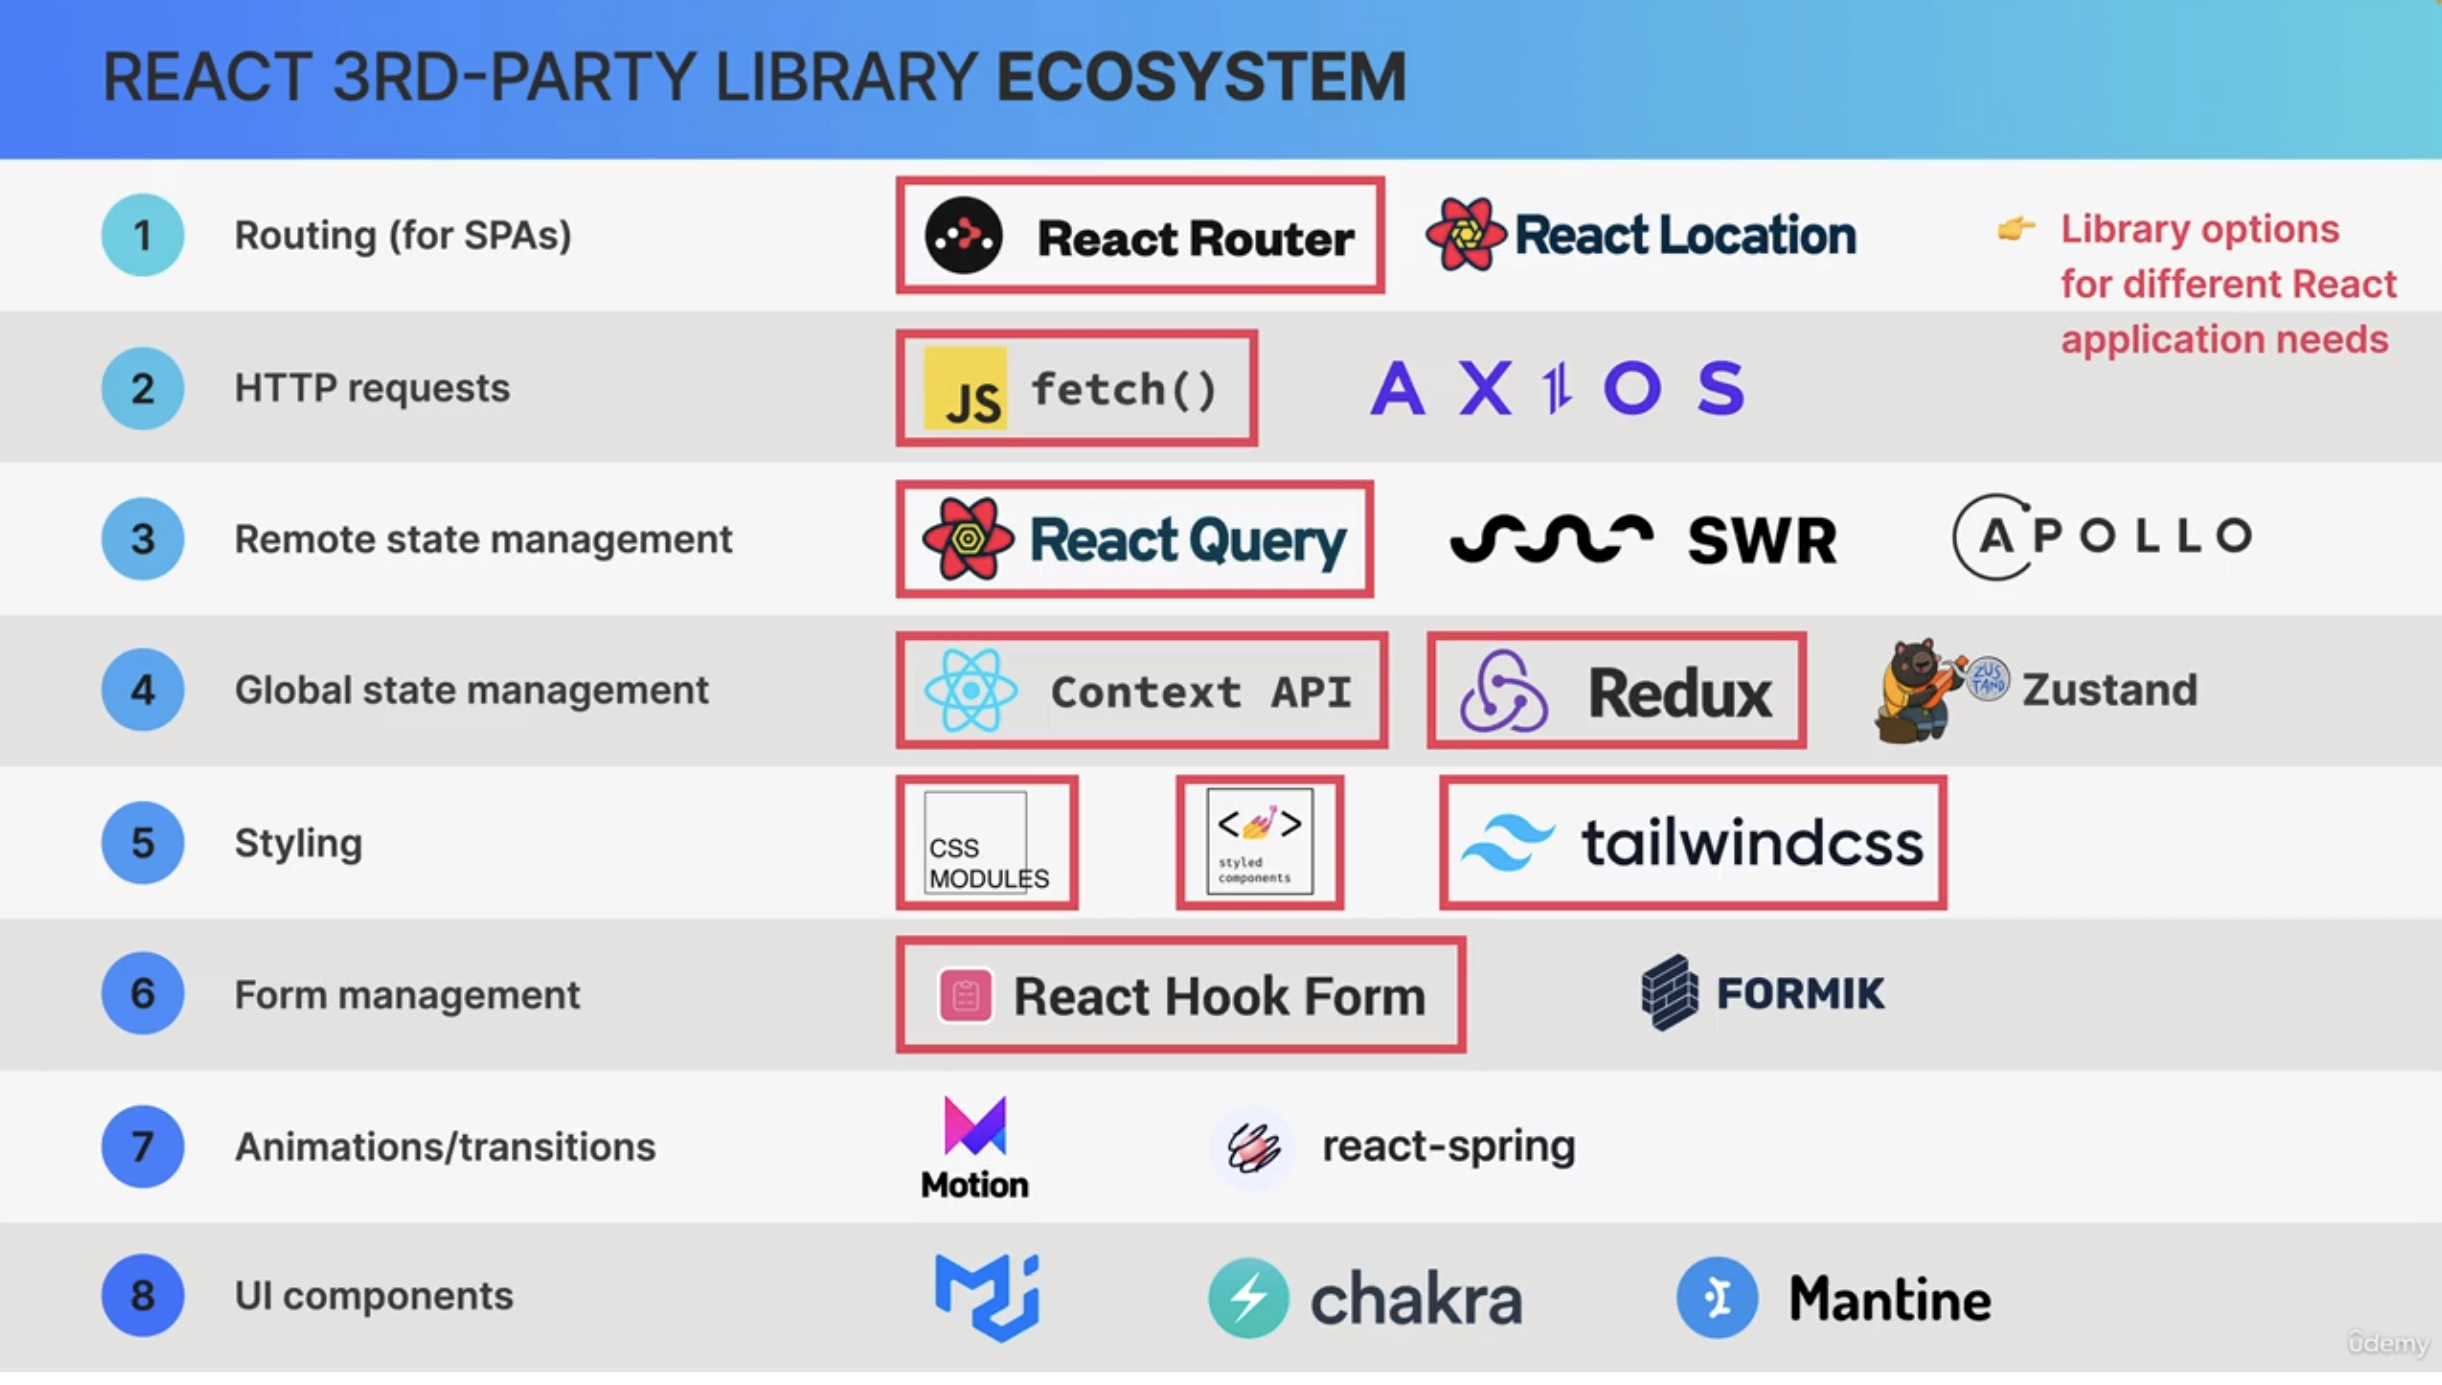 REACT 3RD-PARTY LIBRARY ECOSYSTEM
1 Routing (for SPAs) React Router React Location
👉 Library options
for different React
application needs
2 HTTP requests JS fetch() AXIOS
3 Remote state management React Query SWR APOLLO
4 Global state management Context API Redux ZUSTAND Zustand
5 Styling
CSS
MODULES
< >
styled
components
tailwindcss
6 Form management React Hook Form FORMIK
7 Animations/transitions Motion react-spring
8 UI components chakra Mantine
udemy